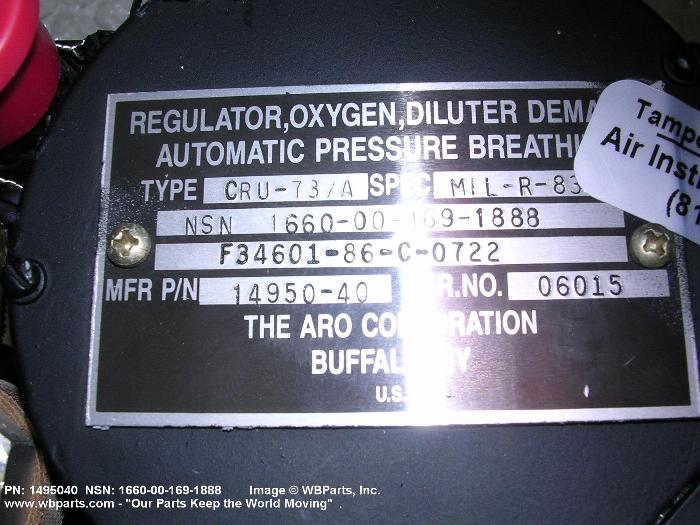 REGULATOR,OXYGEN,DILUTER DEMA
AUTOMATIC PRESSURE BREATHI
TYPE CRU-73/A SPEC MIL-R-83
NSN 1660-00-169-1888
F34601-86-C-0722
MFR P/N 14950-40 R.NO. 06015
THE ARO CO RATION
BUFFAL Y
U.S.
Tampe
Air Inst
(81
PN: 1495040 NSN: 1660-00-169-1888 Image © WBParts, Inc.
www.wbparts.com - "Our Parts Keep the World Moving" .